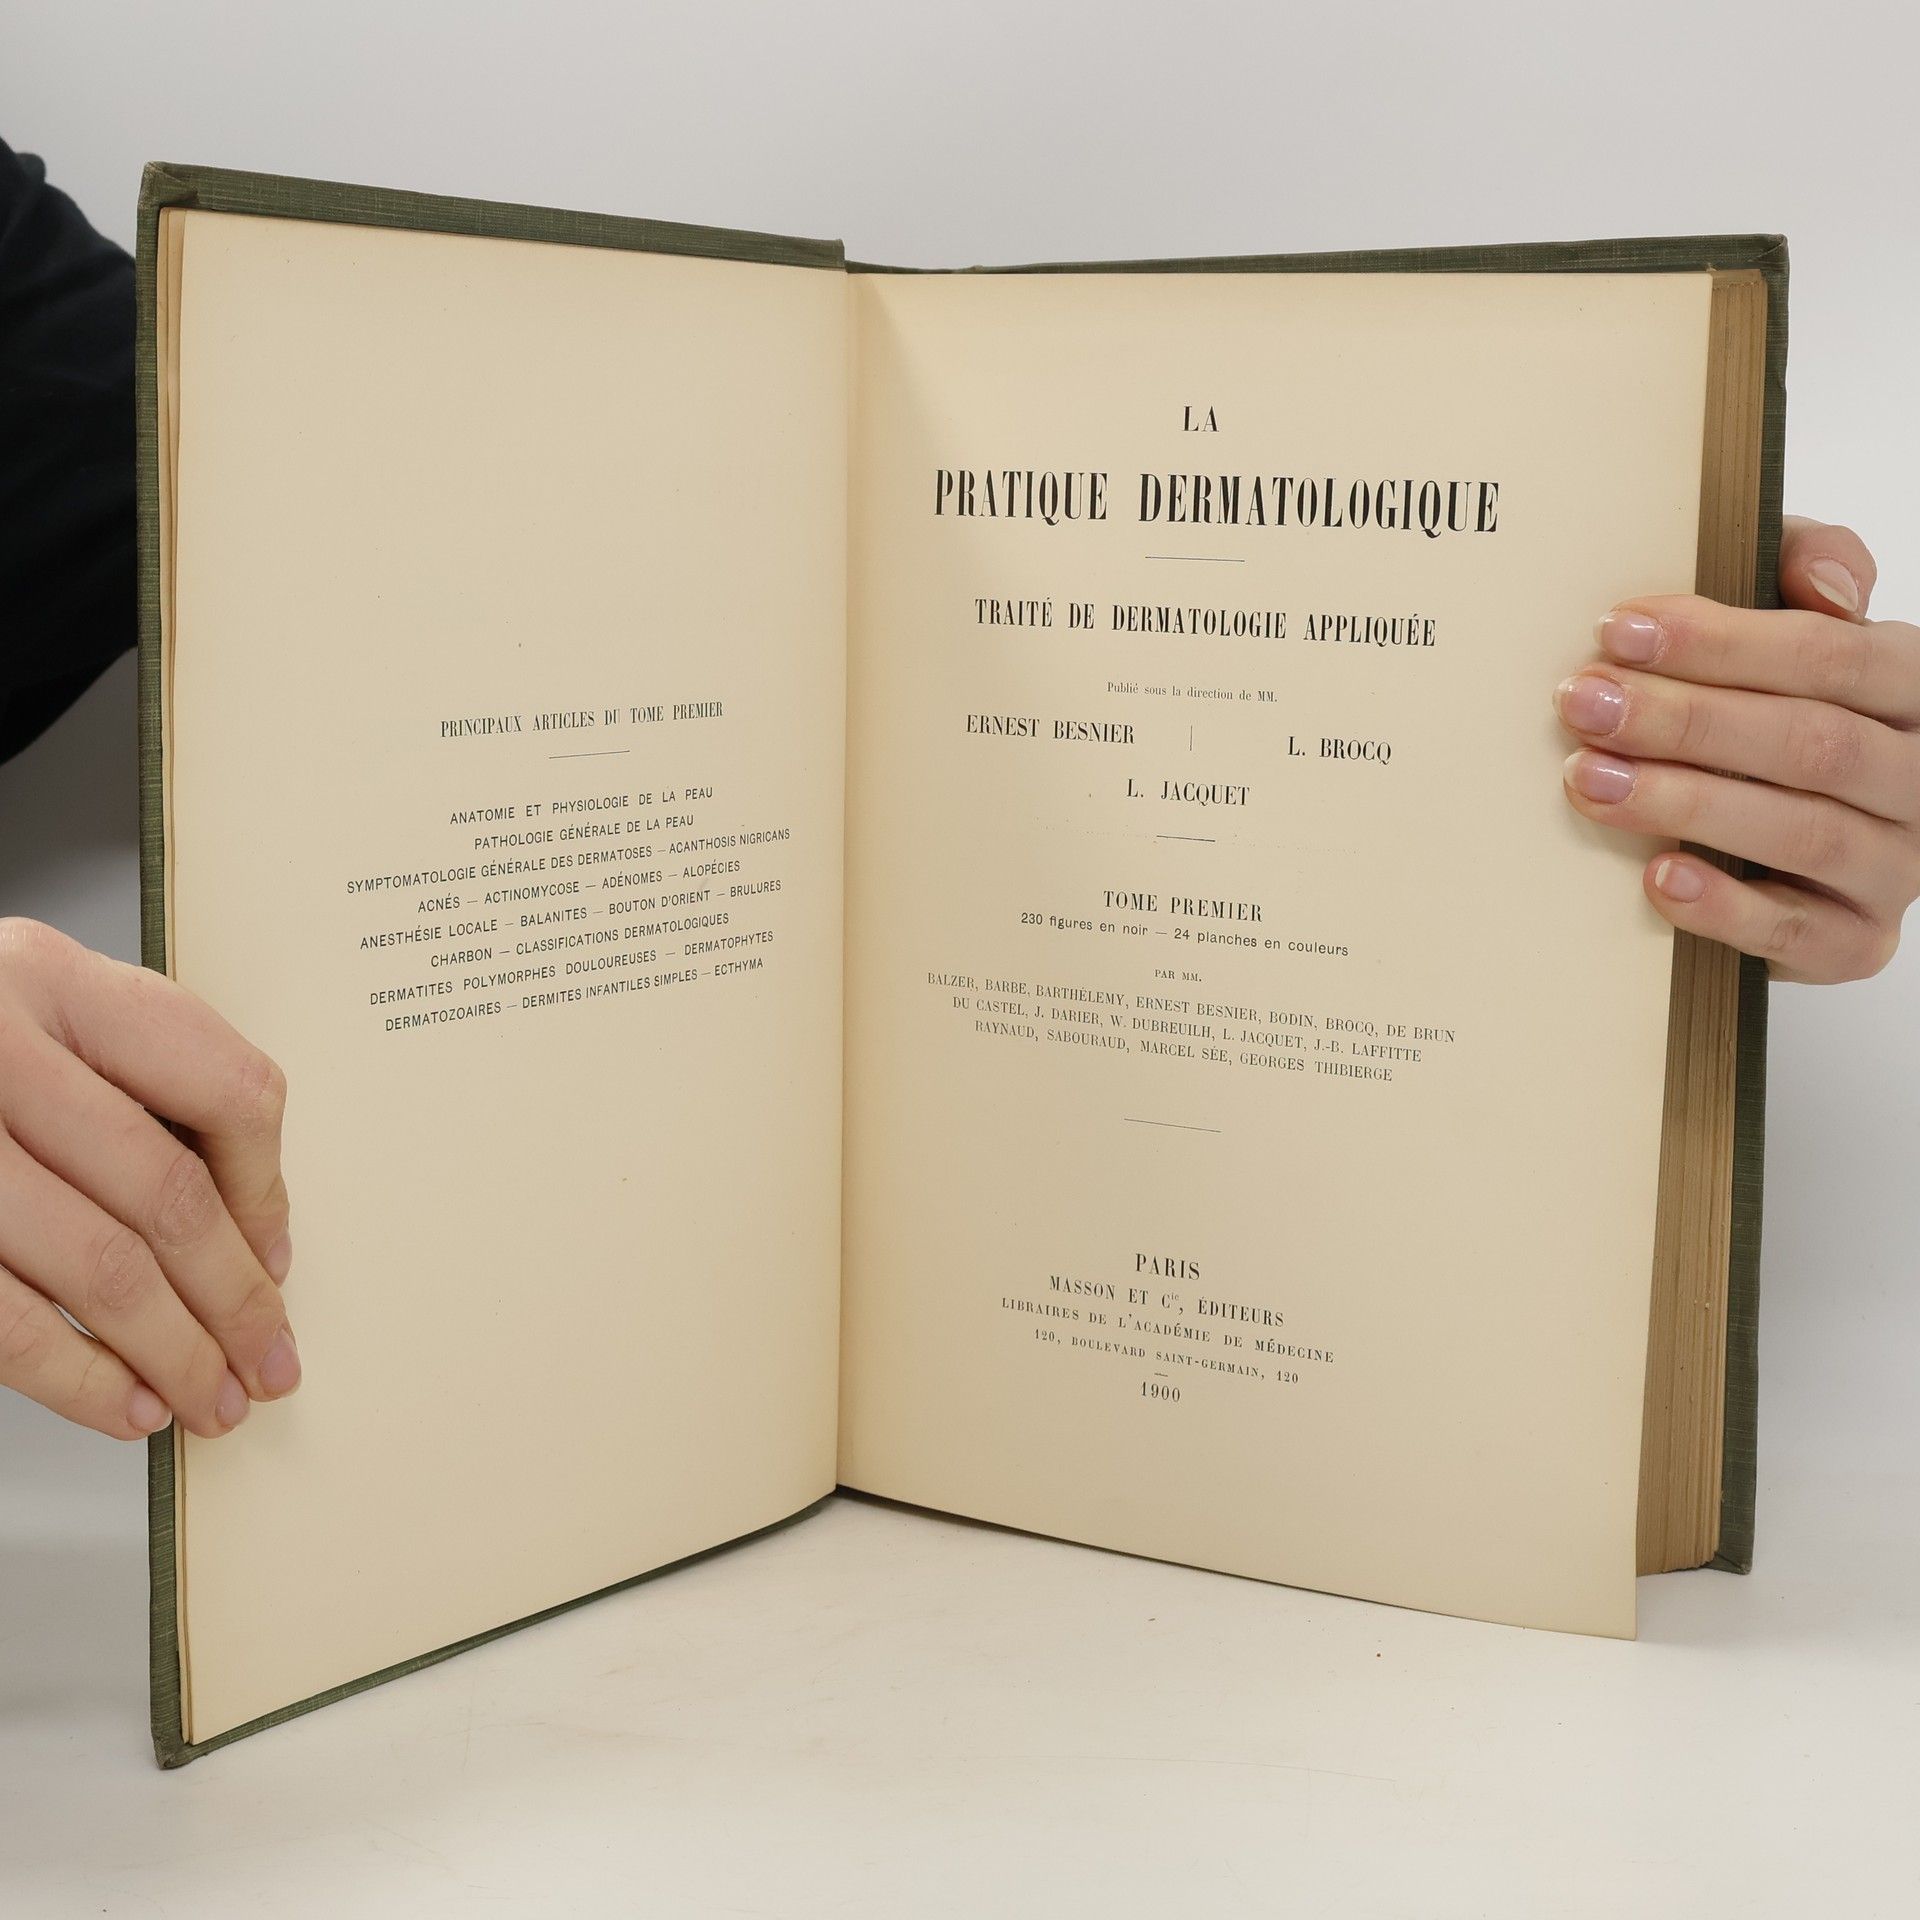 PRINCIPAUX ARTICLES DU TOME PREMIER
ANATOMIE ET PHYSIOLOGIE DE LA PEAU
PATHOLOGIE GÉNÉRALE DE LA PEAU
SYMPTOMATOLOGIE GÉNÉRALE DES DERMATOSES — ACANTHOSIS NIGRICANS
ACNÉS — ACTINOMYCOSE — ADÉNOMES — ALOPÉCIES
ANESTHÉSIE LOCALE — BALANITES — BOUTON D'ORIENT — BRULURES
CHARBON — CLASSIFICATIONS DERMATOLOGIQUES
DERMATITES POLYMORPHES DOULOUREUSES — DERMATOPHYTES
DERMATOZOAIRES — DERMITES INFANTILES SIMPLES — ECTHYMA
LA
PRATIQUE DERMATOLOGIQUE
TRAITÉ DE DERMATOLOGIE APPLIQUÉE
Publié sous la direction de MM.
ERNEST BESNIER | L. BROCQ
L. JACQUET
TOME PREMIER
230 figures en noir — 24 planches en couleurs
PAR MM.
BALZER, BARBE, BARTHÉLEMY, ERNEST BESNIER, BODIN, BROCQ, DE BRUN
DU CASTEL, J. DARIER, W. DUBREUILH, L. JACQUET, J.-B. LAFFITTE
RAYNAUD, SABOURAUD, MARCEL SÉE, GEORGES THIBIERGE
PARIS
MASSON ET Cie, ÉDITEURS
LIBRAIRES DE L'ACADÉMIE DE MÉDECINE
120, BOULEVARD SAINT-GERMAIN, 120
1900